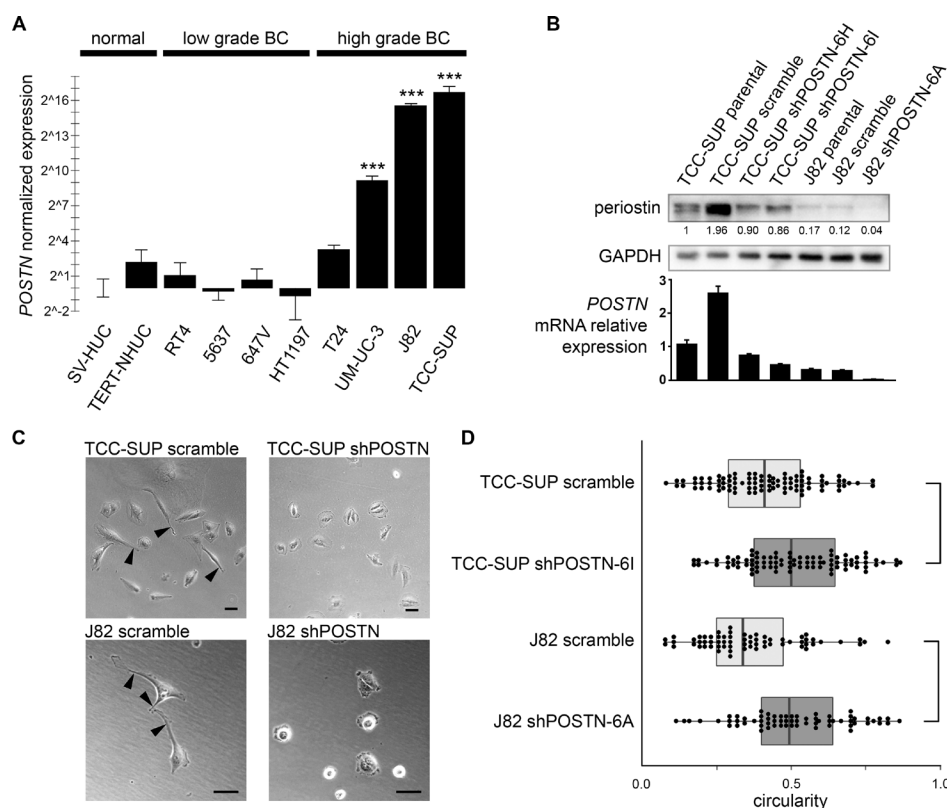 A
normal low grade BC high grade BC
POSTN normalized expression
2^16
2^13
2^10
2^7
2^4
2^1
2^-2
***
***
***
SV-HUC
TERT-NHUC
RT4
5637
647V
HT1197
T24
UM-UC-3
J82
TCC-SUP
B
TCC-SUP parental
TCC-SUP scramble
TCC-SUP shPOSTN-6H
TCC-SUP shPOSTN-6I
J82 parental
J82 scramble
J82 shPOSTN-6A
periostin
1 1.96 0.90 0.86 0.17 0.12 0.04
GAPDH
POSTN
mRNA relative
expression
3
2
1
0
C
TCC-SUP scramble TCC-SUP shPOSTN
J82 scramble J82 shPOSTN
D
TCC-SUP scramble
TCC-SUP shPOSTN-6I
J82 scramble
J82 shPOSTN-6A
0.0 0.5 1.0
circularity